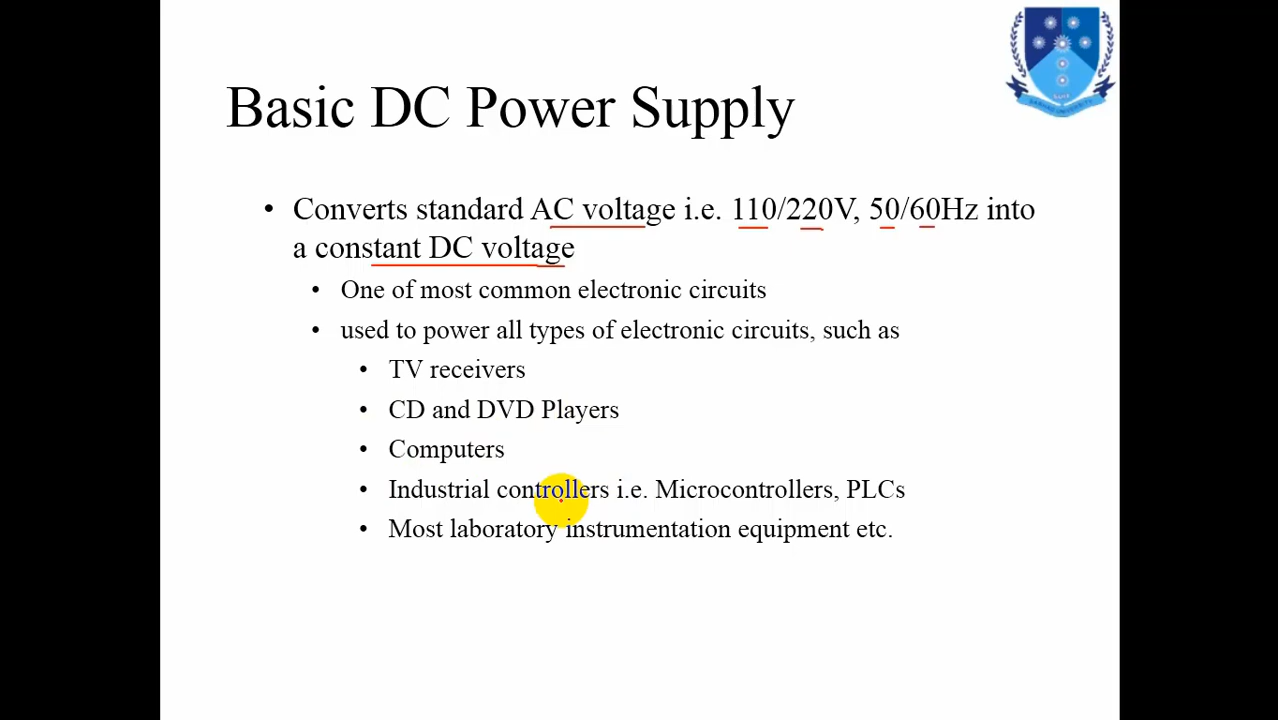 Basic DC Power Supply
• Converts standard AC voltage i.e. 110/220V, 50/60Hz into
a constant DC voltage
• One of most common electronic circuits
• used to power all types of electronic circuits, such as
• TV receivers
• CD and DVD Players
• Computers
• Industrial controllers i.e. Microcontrollers, PLCs
• Most laboratory instrumentation equipment etc.